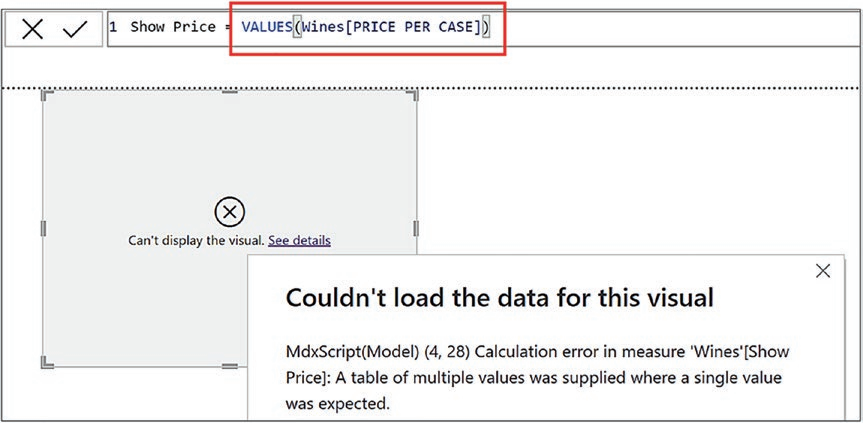 1 Show Price = VALUES(Wines[PRICE PER CASE])
Can't display the visual. See details
Couldn't load the data for this visual
MdxScript(Model) (4, 28) Calculation error in measure 'Wines'[Show
Price]: A table of multiple values was supplied where a single value
was expected.